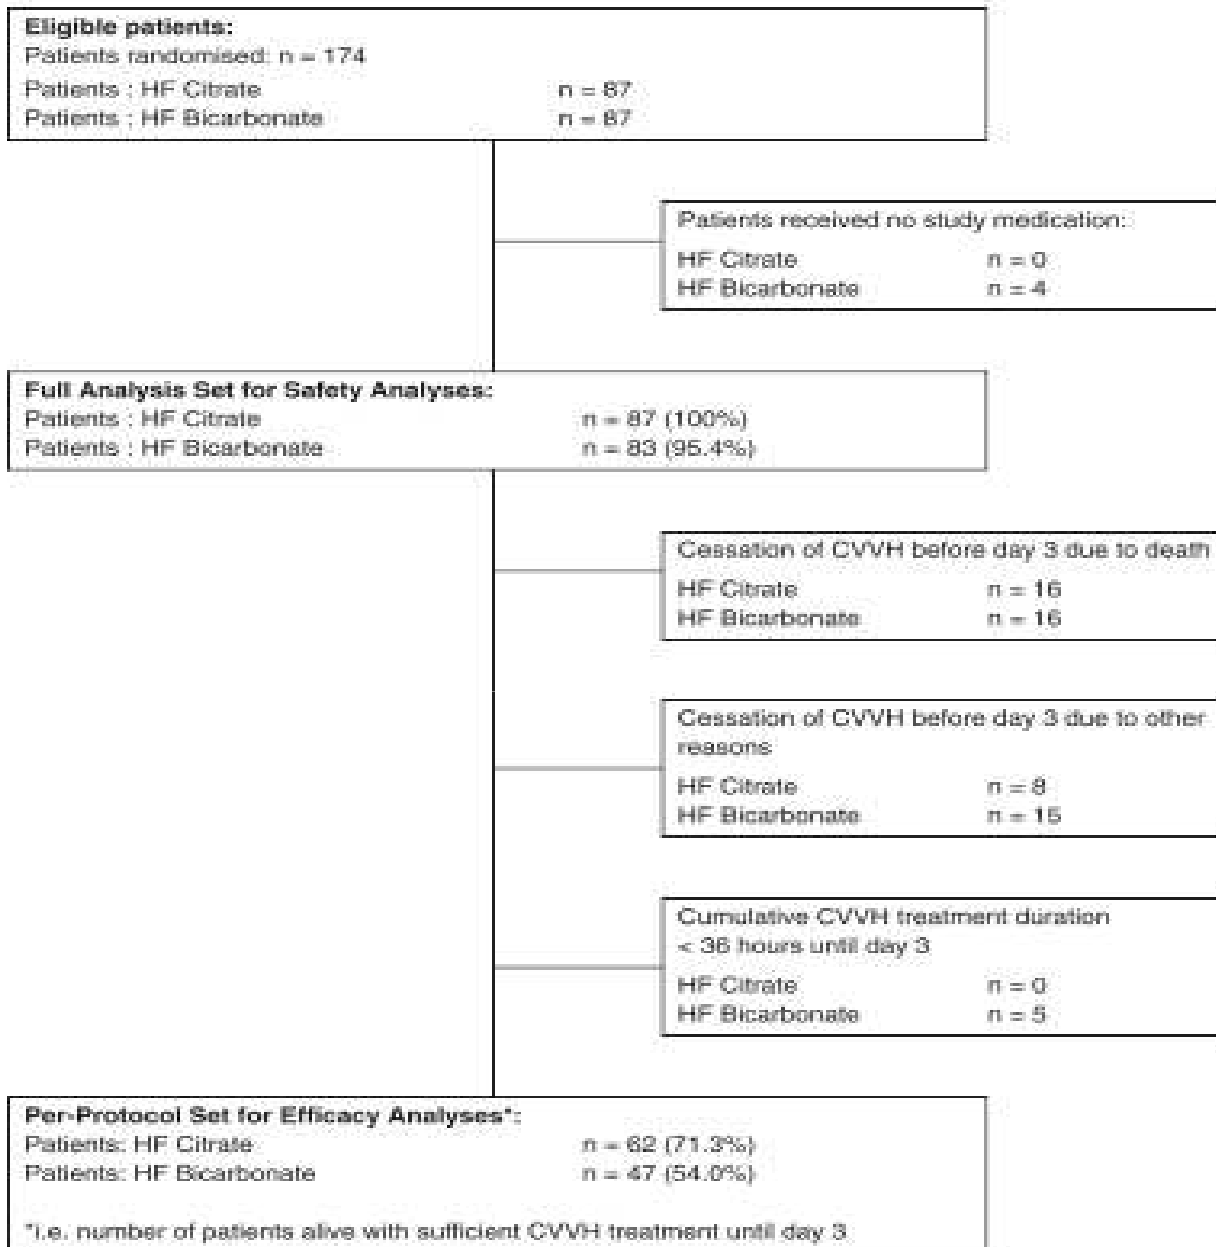 Eligible patients:
Patients randomised: n = 174
Patients : HF Citrate n = 87
Patients : HF Bicarbonate n = 87
Patients received no study medication:
HF Citrate n = 0
HF Bicarbonate n = 4
Full Analysis Set for Safety Analyses:
Patients : HF Citrate n = 87 (100%)
Patients : HF Bicarbonate n = 83 (95.4%)
Cessation of CVVH before day 3 due to death
HF Citrate n = 16
HF Bicarbonate n = 16
Cessation of CVVH before day 3 due to other
reasons
HF Citrate n =
HF Bicarbonate n = 15
Cumulative CVVH treatment duration
< 36 hours until day 3
HF Citrate n = 0
HF Bicarbonate n = 5
Per-Protocol Set for Efficacy Analyses*:
Patients: HF Citrate n = 62 (71.3%)
Patients: HF Bicarbonate n = 47 (54.0%)
*i.e. number of patients alive with sufficient CVVH treatment until day 3